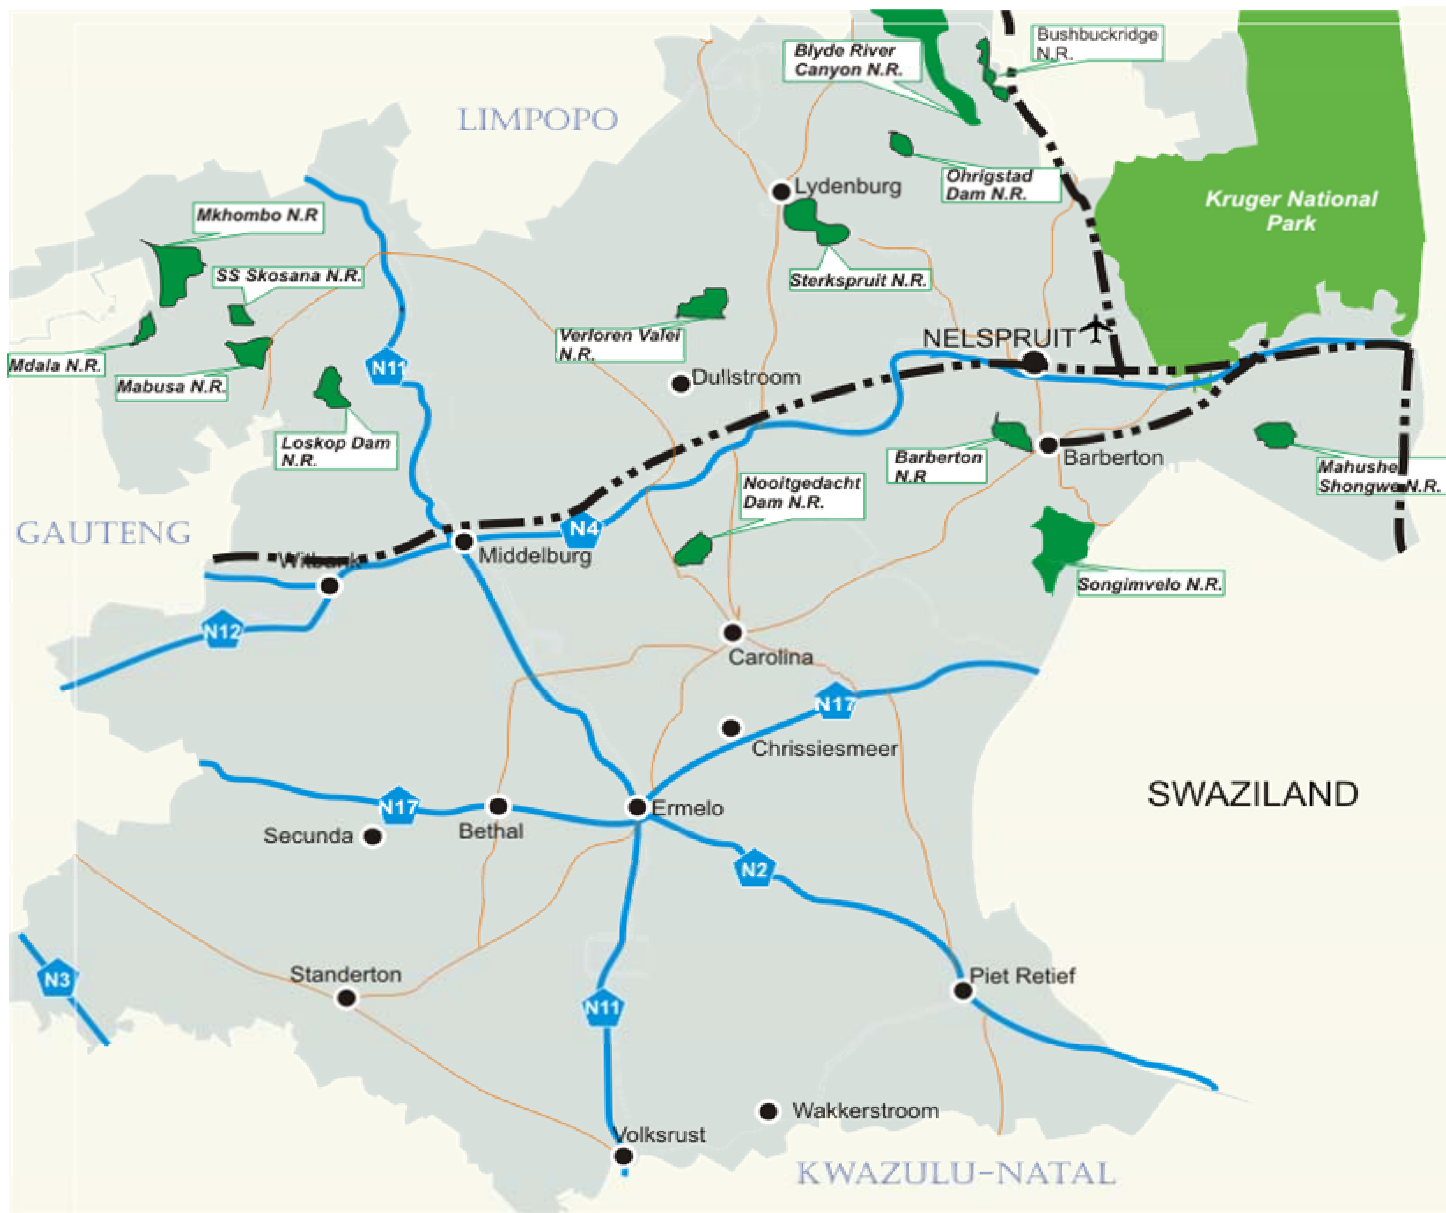 Blyde River
Canyon N.R.
Bushbuckridge
N.R.
LIMPOPO
Ohrigstad
Dam N.R.
Lydenburg
Kruger National
Park
Mkhombo N.R
SS Skosana N.R.
Sterkspruit N.R.
Verloren Valei
N.R.
NELSPRUIT
Mdala N.R.
Mabusa N.R.
N11
Dullstroom
Loskop Dam
N.R.
Barberton
N.R
Barberton
Mahushe
Shongwe N.R.
Nooitgedacht
Dam N.R.
GAUTENG
N4
Middelburg
Witbank
Songimvelo N.R.
N12
Carolina
N17
Chrissiesmeer
SWAZILAND
N17
Ermelo
Secunda
Bethal
N2
Standerton
N3
Piet Retief
N11
Wakkerstroom
Volksrust
KWAZULU-NATAL